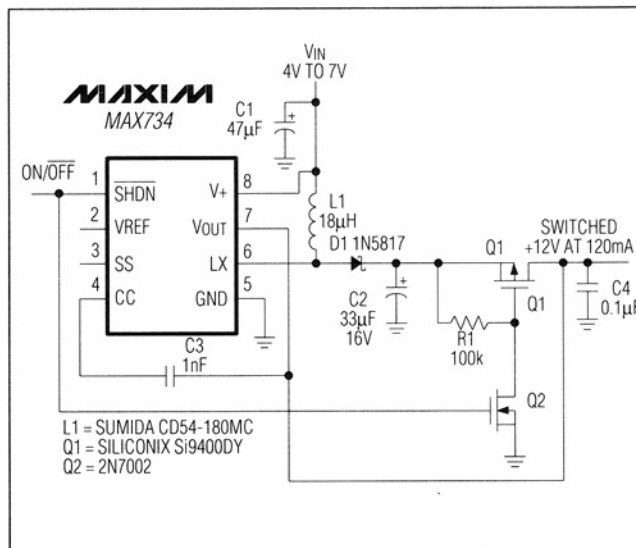 VIN
4V TO 7V
MAXIM
MAX734
C1
47µF
ON/OFF
1
SHDN
V+
8
2
VREF
VOUT
7
3
SS
LX
6
4
CC
GND
5
L1
18µH
D1 1N5817
C2
33µF
16V
Q1
SWITCHED
+12V AT 120mA
Q1
C4
0.1µF
R1
100k
C3
1nF
Q2
L1 = SUMIDA CD54-180MC
Q1 = SILICONIX Si9400DY
Q2 = 2N7002